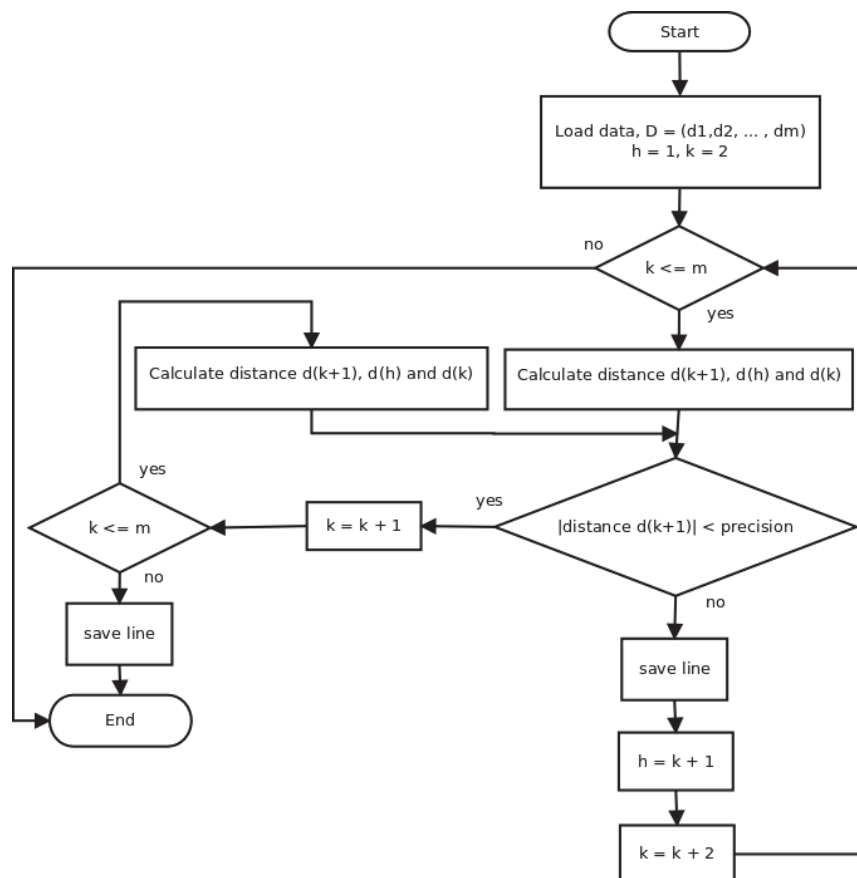 Start
Load data, D = (d1,d2, ... , dm)
h = 1, k = 2
no
k <= m
yes
Calculate distance d(k+1), d(h) and d(k)
Calculate distance d(k+1), d(h) and d(k)
yes
yes
k <= m
k = k + 1
|distance d(k+1)| < precision
no
no
save line
save line
End
h = k + 1
k = k + 2